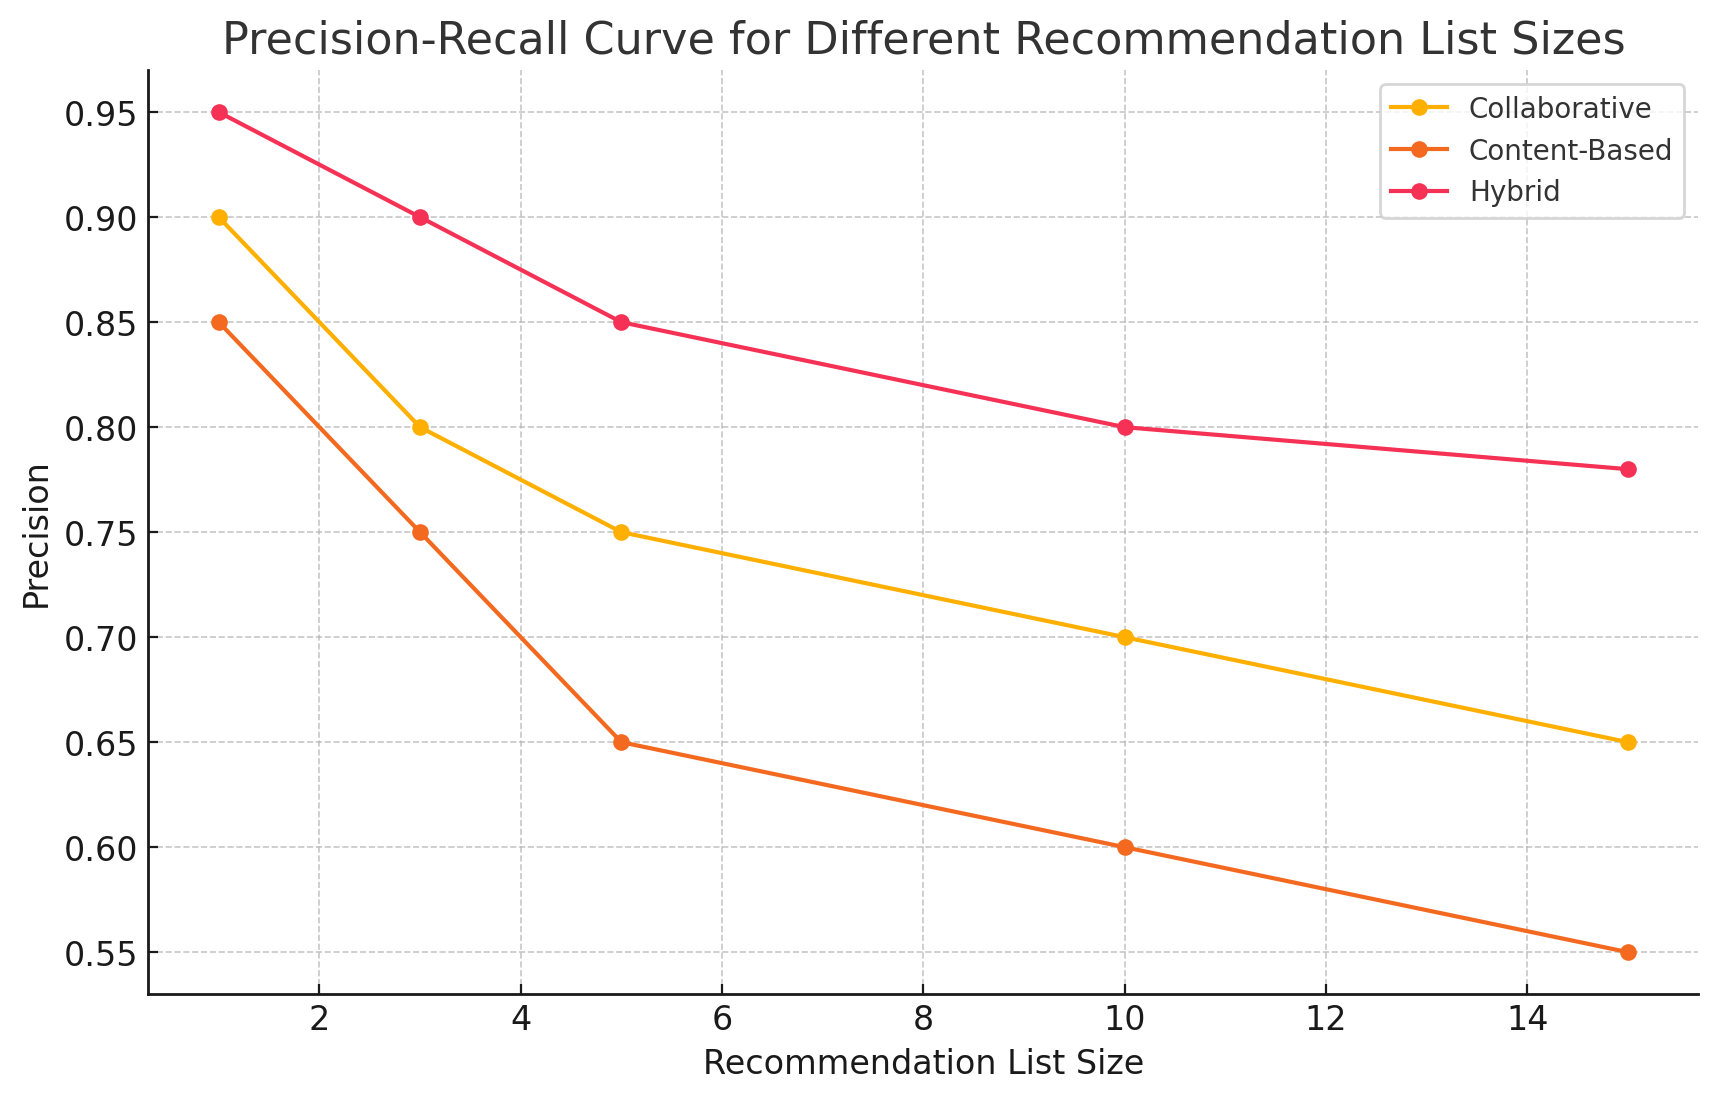 Precision-Recall Curve for Different Recommendation List Sizes
Collaborative
Content-Based
Hybrid
Precision
0.95
0.90
0.85
0.80
0.75
0.70
0.65
0.60
0.55
2 4 6 8 10 12 14
Recommendation List Size